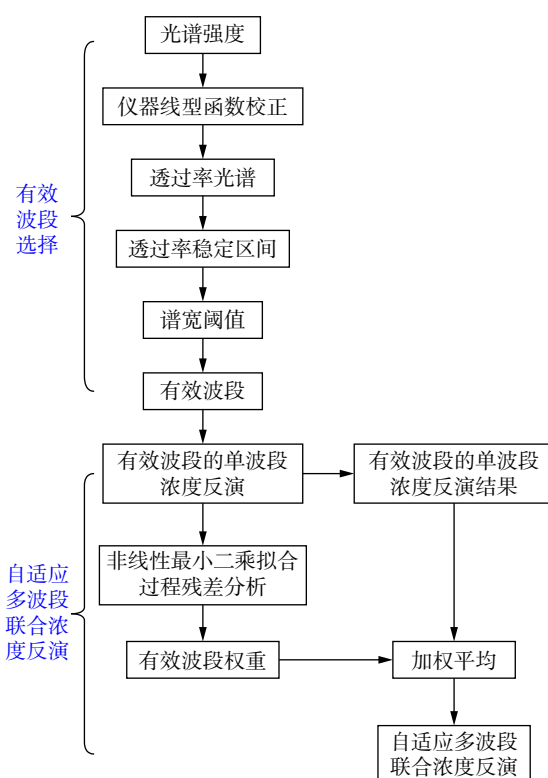 光谱强度
仪器线型函数校正
透过率光谱
有效
波段
选择
透过率稳定区间
谱宽阈值
有效波段
有效波段的单波段
浓度反演
有效波段的单波段
浓度反演结果
非线性最小二乘拟合
过程残差分析
自适应
多波段
联合浓
度反演
有效波段权重
加权平均
自适应多波段
联合浓度反演